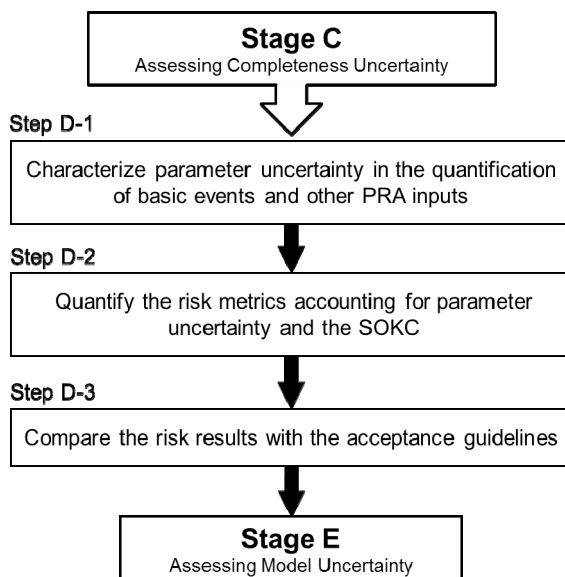 Stage C
Assessing Completeness Uncertainty
Step D-1
Characterize parameter uncertainty in the quantification
of basic events and other PRA inputs
Step D-2
Quantify the risk metrics accounting for parameter
uncertainty and the SOKC
Step D-3
Compare the risk results with the acceptance guidelines
Stage E
Assessing Model Uncertainty